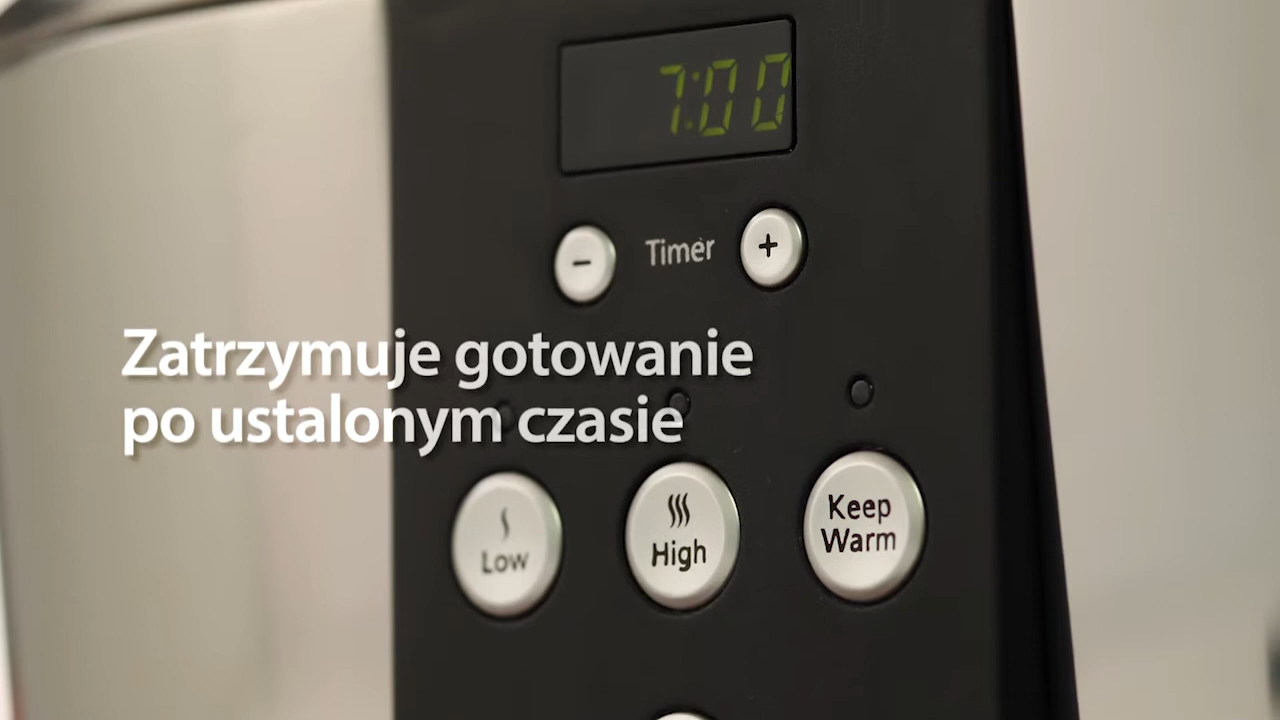 7:00
- Timer +
Zatrzymuje gotowanie
po ustalonym czasie
Low
High
Keep
Warm